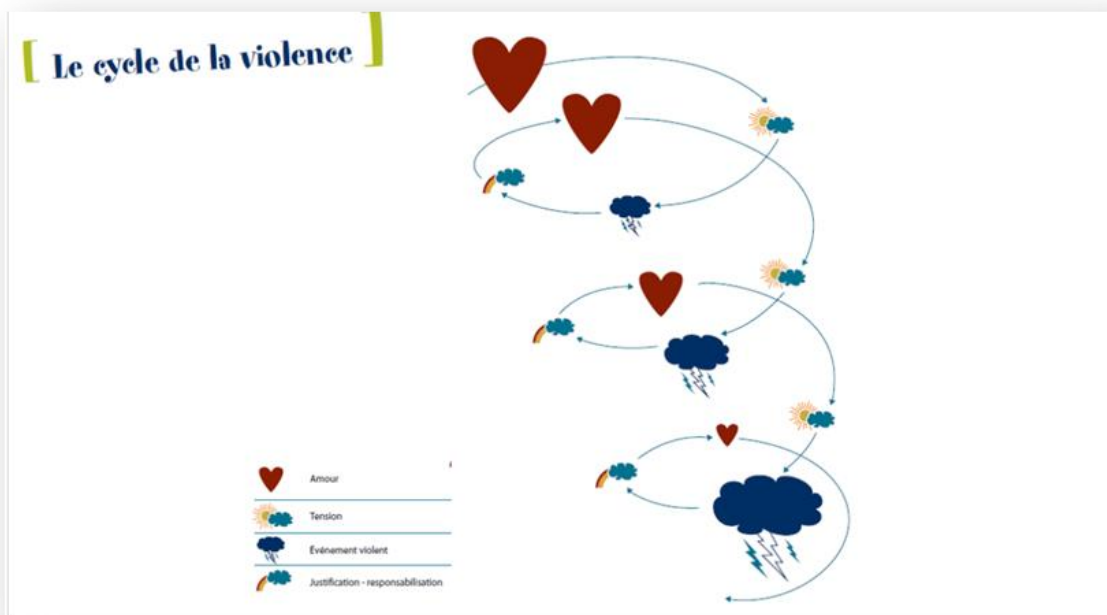 [ Le cycle de la violence ]
Amour
Tension
Événement violent
Justification - responsabilisation